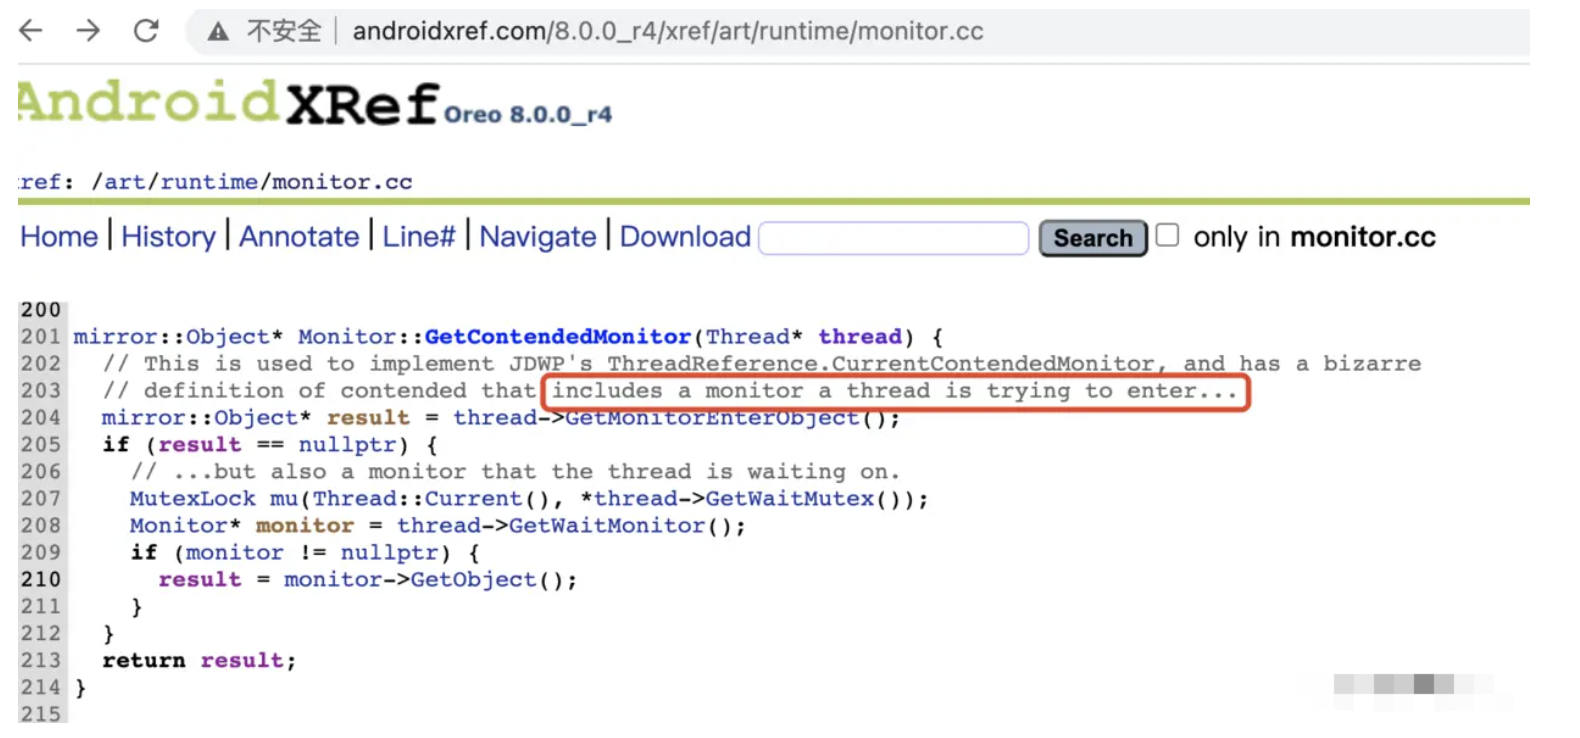 不安全 androidxref.com/8.0.0_r4/xref/art/runtime/monitor.cc
AndroidXRef Oreo 8.0.0_r4
ref: /art/runtime/monitor.cc
Home | History | Annotate | Line# | Navigate | Download Search only in monitor.cc
200
201 mirror::Object* Monitor::GetContendedMonitor(Thread* thread) {
202 // This is used to implement JDWP's ThreadReference.CurrentContendedMonitor, and has a bizarre
203 // definition of contended that includes a monitor a thread is trying to enter...
204 mirror::Object* result = thread->GetMonitorEnterObject();
205 if (result == nullptr) {
206 // ...but also a monitor that the thread is waiting on.
207 MutexLock mu(Thread::Current(), *thread->GetWaitMutex());
208 Monitor* monitor = thread->GetWaitMonitor();
209 if (monitor != nullptr) {
210 result = monitor->GetObject();
211 }
212 }
213 return result;
214 }
215